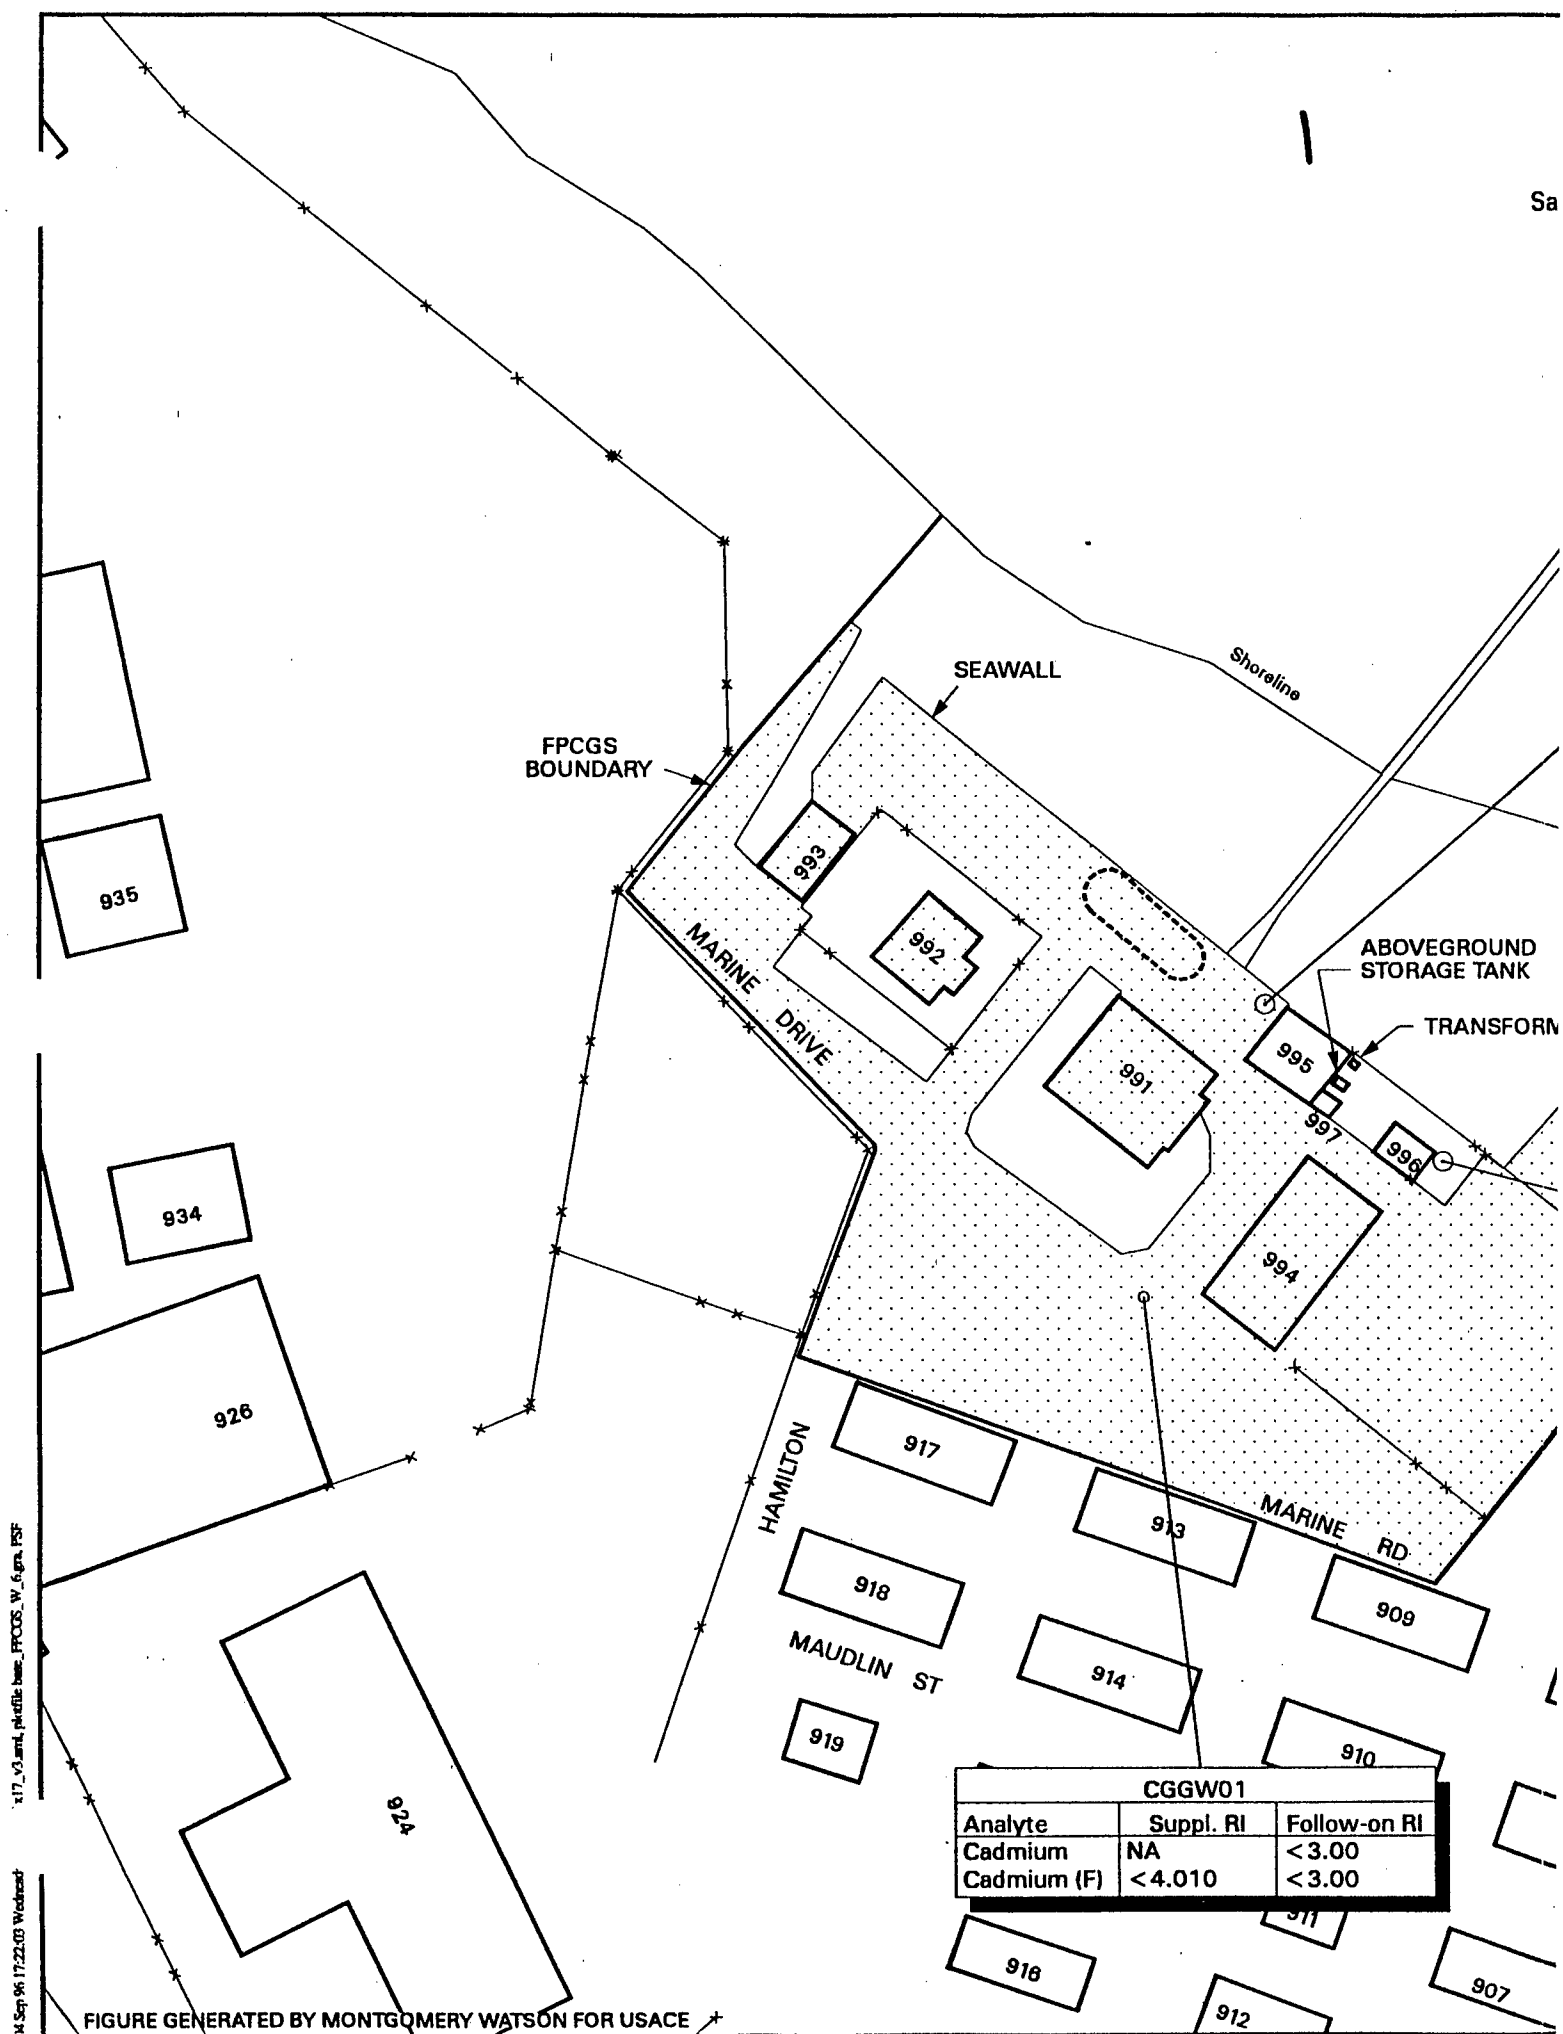 Sa
SEAWALL
Shoreline
FPCGS
BOUNDARY
993
935
992
MARINE DRIVE
ABOVEGROUND
STORAGE TANK
TRANSFORM
995
991
997
996
934
994
926
917
HAMILTON
913
MARINE RD
918
909
MAUDLIN ST
914
919
910
924
CGGW01
Analyte Suppl. RI Follow-on RI
Cadmium NA <3.00
Cadmium (F) <4.010 <3.00
911
916
907
912
FIGURE GENERATED BY MONTGOMERY WATSON FOR USACE